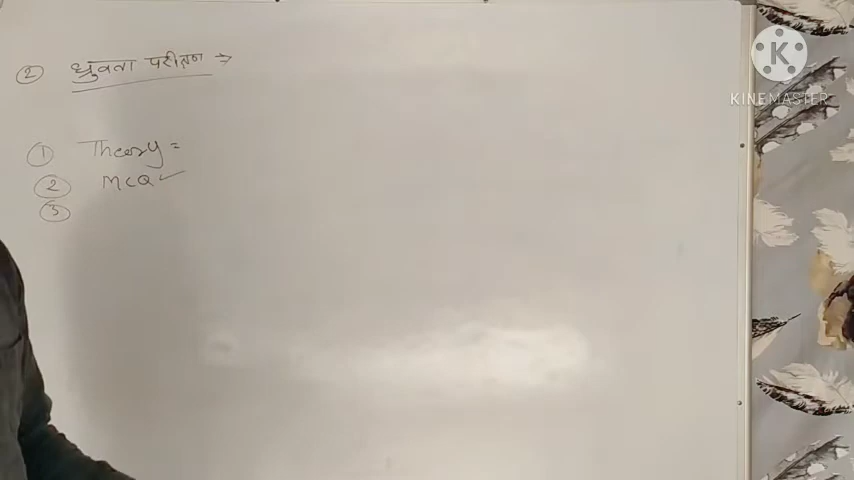 ② ध्रुवता परीक्षण →
① Theory =
② MCQ ✓
③
K
KINEMASTER